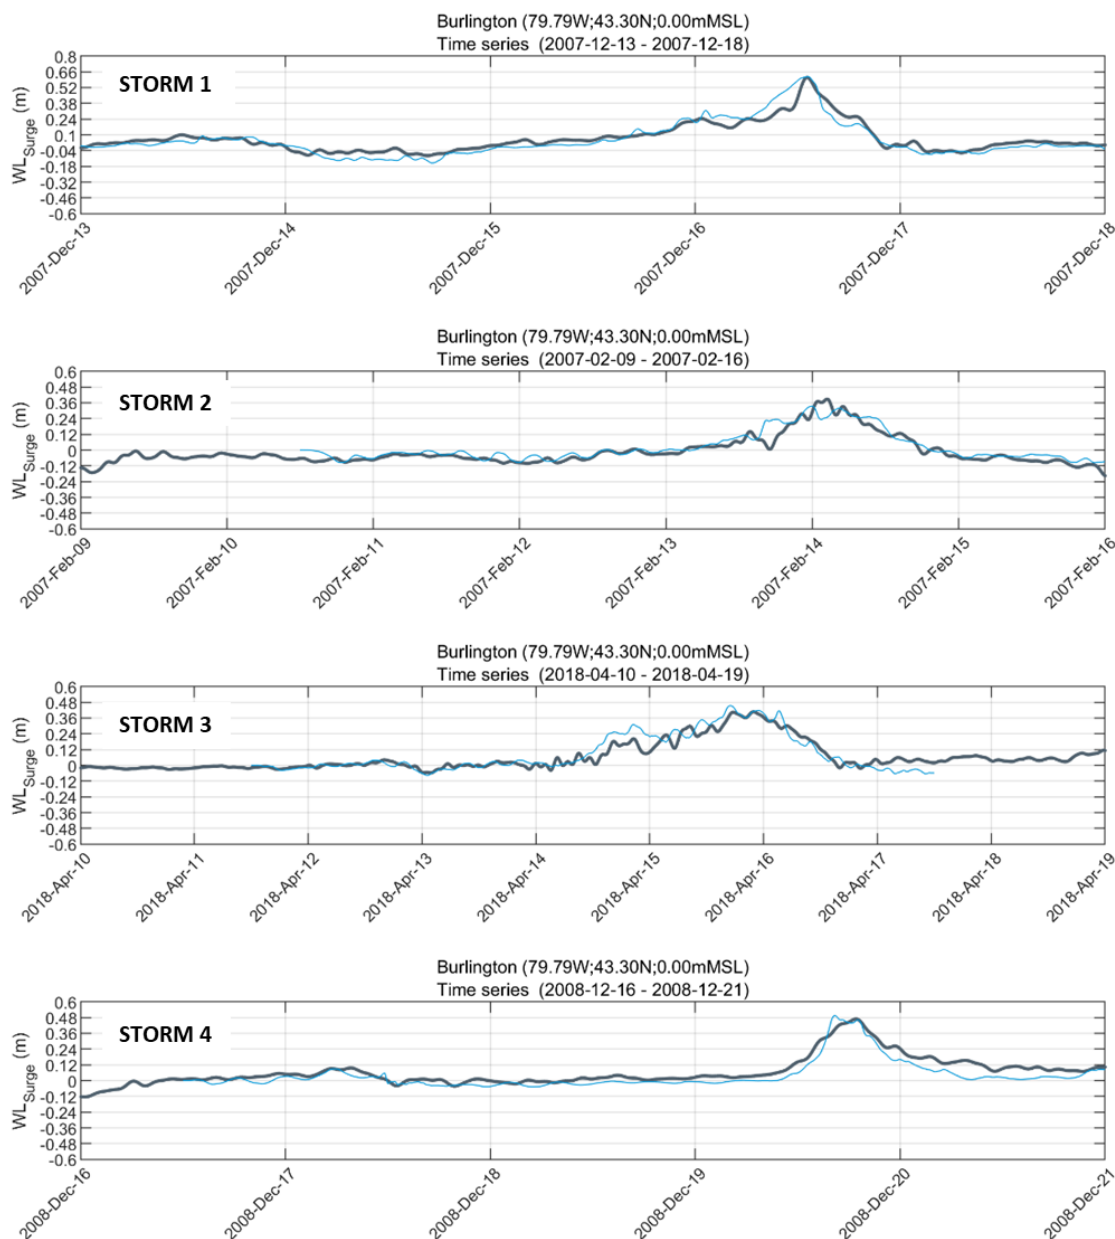 Burlington (79.79W;43.30N;0.00mMSL)
Time series (2007-12-13 - 2007-12-18)
STORM 1
WL_Surge (m)
0.8
0.66
0.52
0.38
0.24
0.1
-0.04
-0.18
-0.32
-0.46
-0.6
2007-Dec-13
2007-Dec-14
2007-Dec-15
2007-Dec-16
2007-Dec-17
2007-Dec-18
Burlington (79.79W;43.30N;0.00mMSL)
Time series (2007-02-09 - 2007-02-16)
STORM 2
WL_Surge (m)
0.6
0.48
0.36
0.24
0.12
0
-0.12
-0.24
-0.36
-0.48
-0.6
2007-Feb-09
2007-Feb-10
2007-Feb-11
2007-Feb-12
2007-Feb-13
2007-Feb-14
2007-Feb-15
2007-Feb-16
Burlington (79.79W;43.30N;0.00mMSL)
Time series (2018-04-10 - 2018-04-19)
STORM 3
WL_Surge (m)
0.6
0.48
0.36
0.24
0.12
0
-0.12
-0.24
-0.36
-0.48
-0.6
2018-Apr-10
2018-Apr-11
2018-Apr-12
2018-Apr-13
2018-Apr-14
2018-Apr-15
2018-Apr-16
2018-Apr-17
2018-Apr-18
2018-Apr-19
Burlington (79.79W;43.30N;0.00mMSL)
Time series (2008-12-16 - 2008-12-21)
STORM 4
WL_Surge (m)
0.6
0.48
0.36
0.24
0.12
0
-0.12
-0.24
-0.36
-0.48
-0.6
2008-Dec-16
2008-Dec-17
2008-Dec-18
2008-Dec-19
2008-Dec-20
2008-Dec-21